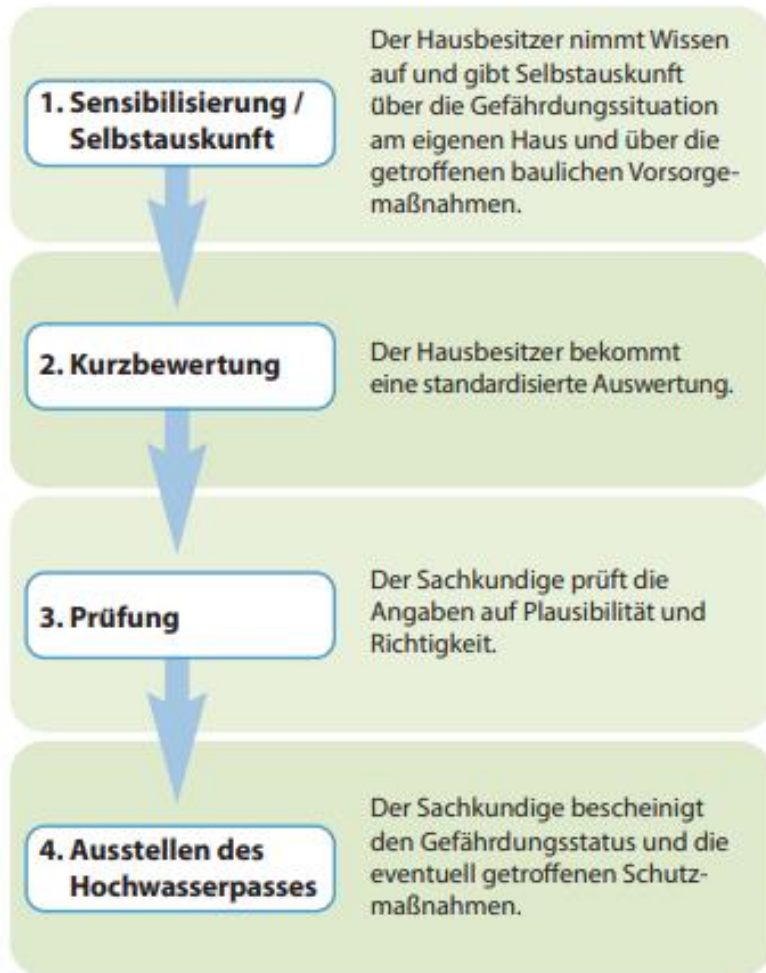 1. Sensibilisierung /
Selbstauskunft
Der Hausbesitzer nimmt Wissen
auf und gibt Selbstauskunft
über die Gefährdungssituation
am eigenen Haus und über die
getroffenen baulichen Vorsorge-
maßnahmen.
2. Kurzbewertung
Der Hausbesitzer bekommt
eine standardisierte Auswertung.
3. Prüfung
Der Sachkundige prüft die
Angaben auf Plausibilität und
Richtigkeit.
4. Ausstellen des
Hochwasserpasses
Der Sachkundige bescheinigt
den Gefährdungsstatus und die
eventuell getroffenen Schutz-
maßnahmen.